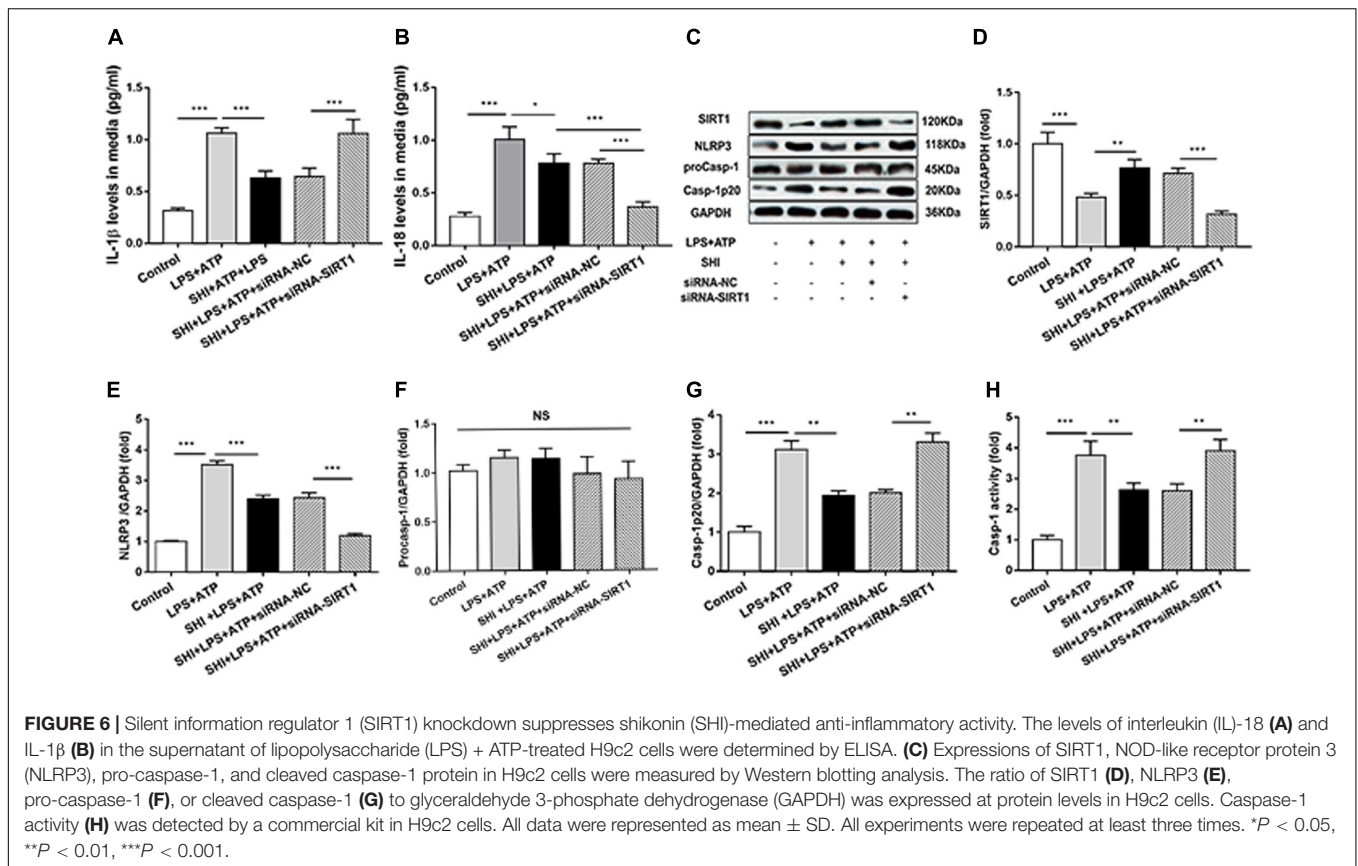 A
IL-1β levels in media (pg/ml)
1.5
1.0
0.5
0.0
***
***
***
Control
LPS+ATP
SHI+ATP+LPS
SHI+LPS+ATP+siRNA-NC
SHI+LPS+ATP+siRNA-SIRT1
B
IL-18 levels in media (pg/ml)
1.5
1.0
0.5
0.0
***
*
***
***
Control
LPS+ATP
SHI+LPS+ATP
SHI+LPS+ATP+siRNA-NC
SHI+LPS+ATP+siRNA-SIRT1
C
SIRT1 120KDa
NLRP3 118KDa
proCasp-1 45KDa
Casp-1p20 20KDa
GAPDH 36KDa
LPS+ATP - + + + +
SHI - - + + +
siRNA-NC - - - + -
siRNA-SIRT1 - - - - +
D
SIRT1/GAPDH (fold)
1.5
1.0
0.5
0.0
***
**
***
Control
LPS+ATP
SHI +LPS+ATP
SHI+LPS+ATP+siRNA-NC
SHI+LPS+ATP+siRNA-SIRT1
E
NLRP3 /GAPDH (fold)
5
4
3
2
1
0
***
***
***
Control
LPS+ATP
SHI +LPS+ATP
SHI+LPS+ATP+siRNA-NC
SHI+LPS+ATP+siRNA-SIRT1
F
Procasp-1/GAPDH (fold)
1.5
1.0
0.5
0.0
NS
Control
LPS+ATP
SHI +LPS+ATP
SHI+LPS+ATP+siRNA-NC
SHI+LPS+ATP+siRNA-SIRT1
G
Casp-1p20/GAPDH (fold)
4
3
2
1
0
***
**
**
Control
LPS+ATP
SHI +LPS+ATP
SHI+LPS+ATP+siRNA-NC
SHI+LPS+ATP+siRNA-SIRT1
H
Casp-1 activity (fold)
5
4
3
2
1
0
***
**
**
Control
LPS+ATP
SHI +LPS+ATP
SHI+LPS+ATP+siRNA-NC
SHI+LPS+ATP+siRNA-SIRT1
FIGURE 6 | Silent information regulator 1 (SIRT1) knockdown suppresses shikonin (SHI)-mediated anti-inflammatory activity. The levels of interleukin (IL)-18 (A) and
IL-1β (B) in the supernatant of lipopolysaccharide (LPS) + ATP-treated H9c2 cells were determined by ELISA. (C) Expressions of SIRT1, NOD-like receptor protein 3
(NLRP3), pro-caspase-1, and cleaved caspase-1 protein in H9c2 cells were measured by Western blotting analysis. The ratio of SIRT1 (D), NLRP3 (E),
pro-caspase-1 (F), or cleaved caspase-1 (G) to glyceraldehyde 3-phosphate dehydrogenase (GAPDH) was expressed at protein levels in H9c2 cells. Caspase-1
activity (H) was detected by a commercial kit in H9c2 cells. All data were represented as mean ± SD. All experiments were repeated at least three times. *P < 0.05,
**P < 0.01, ***P < 0.001.